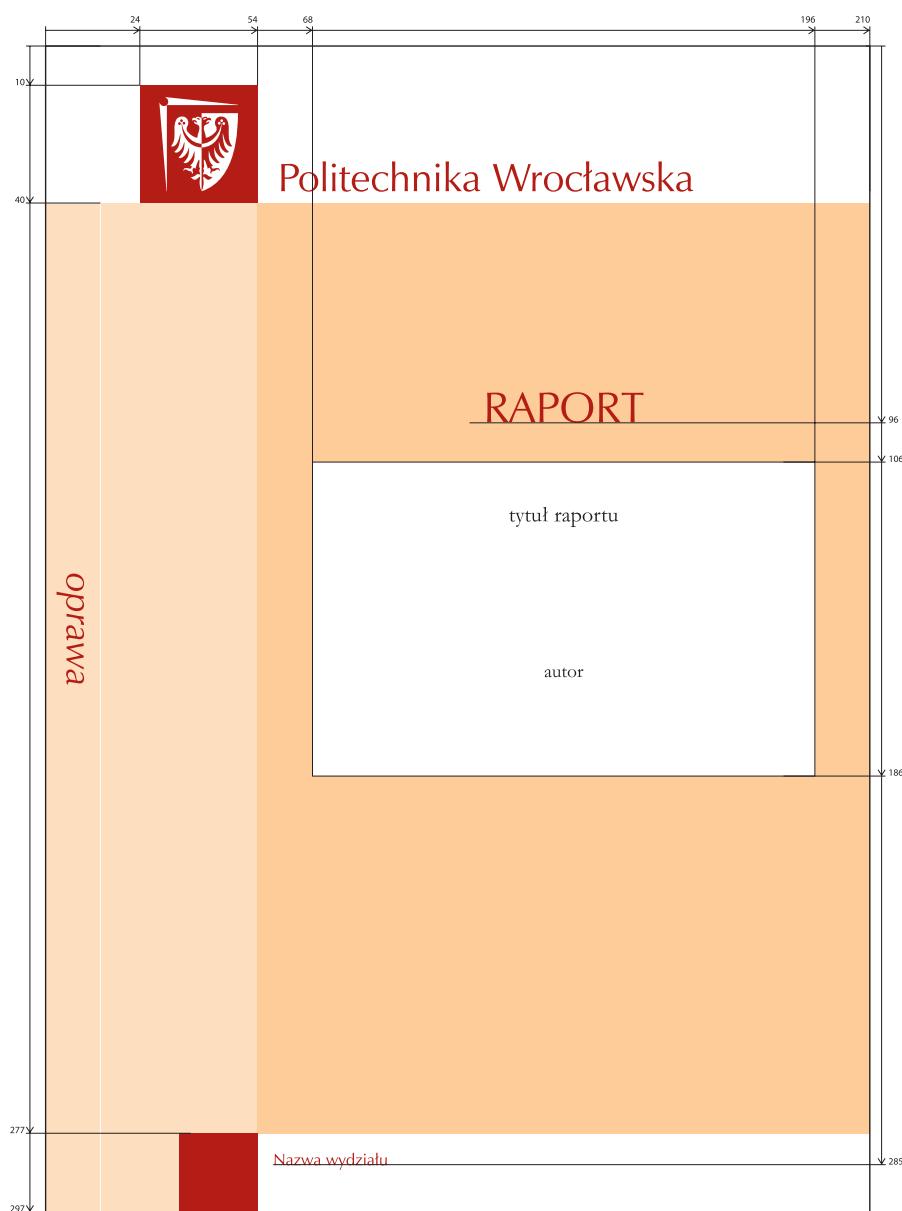 24 54 68 196 210
10
Politechnika Wrocławska
40
RAPORT
96
106
tytuł raportu
oprawa
autor
186
277
Nazwa wydziału
285
297